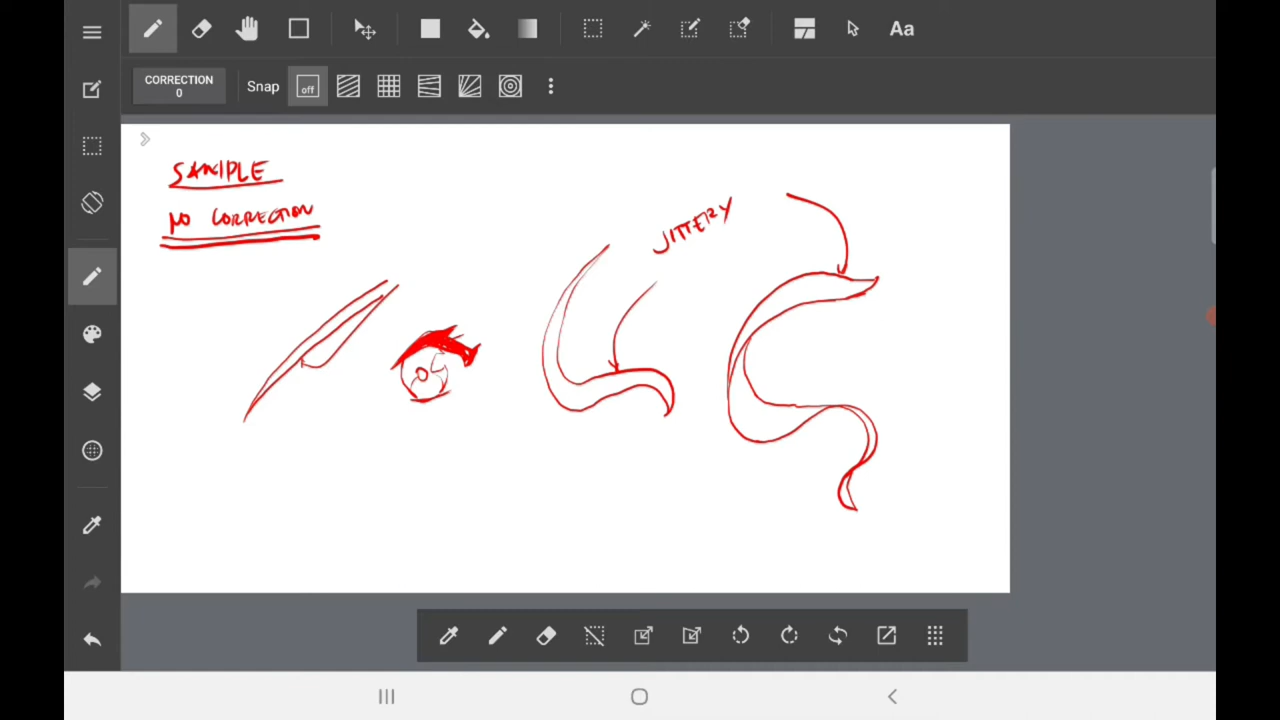 Aa
CORRECTION
0
Snap
off
SAMPLE
NO CORRECTION
JITTERY